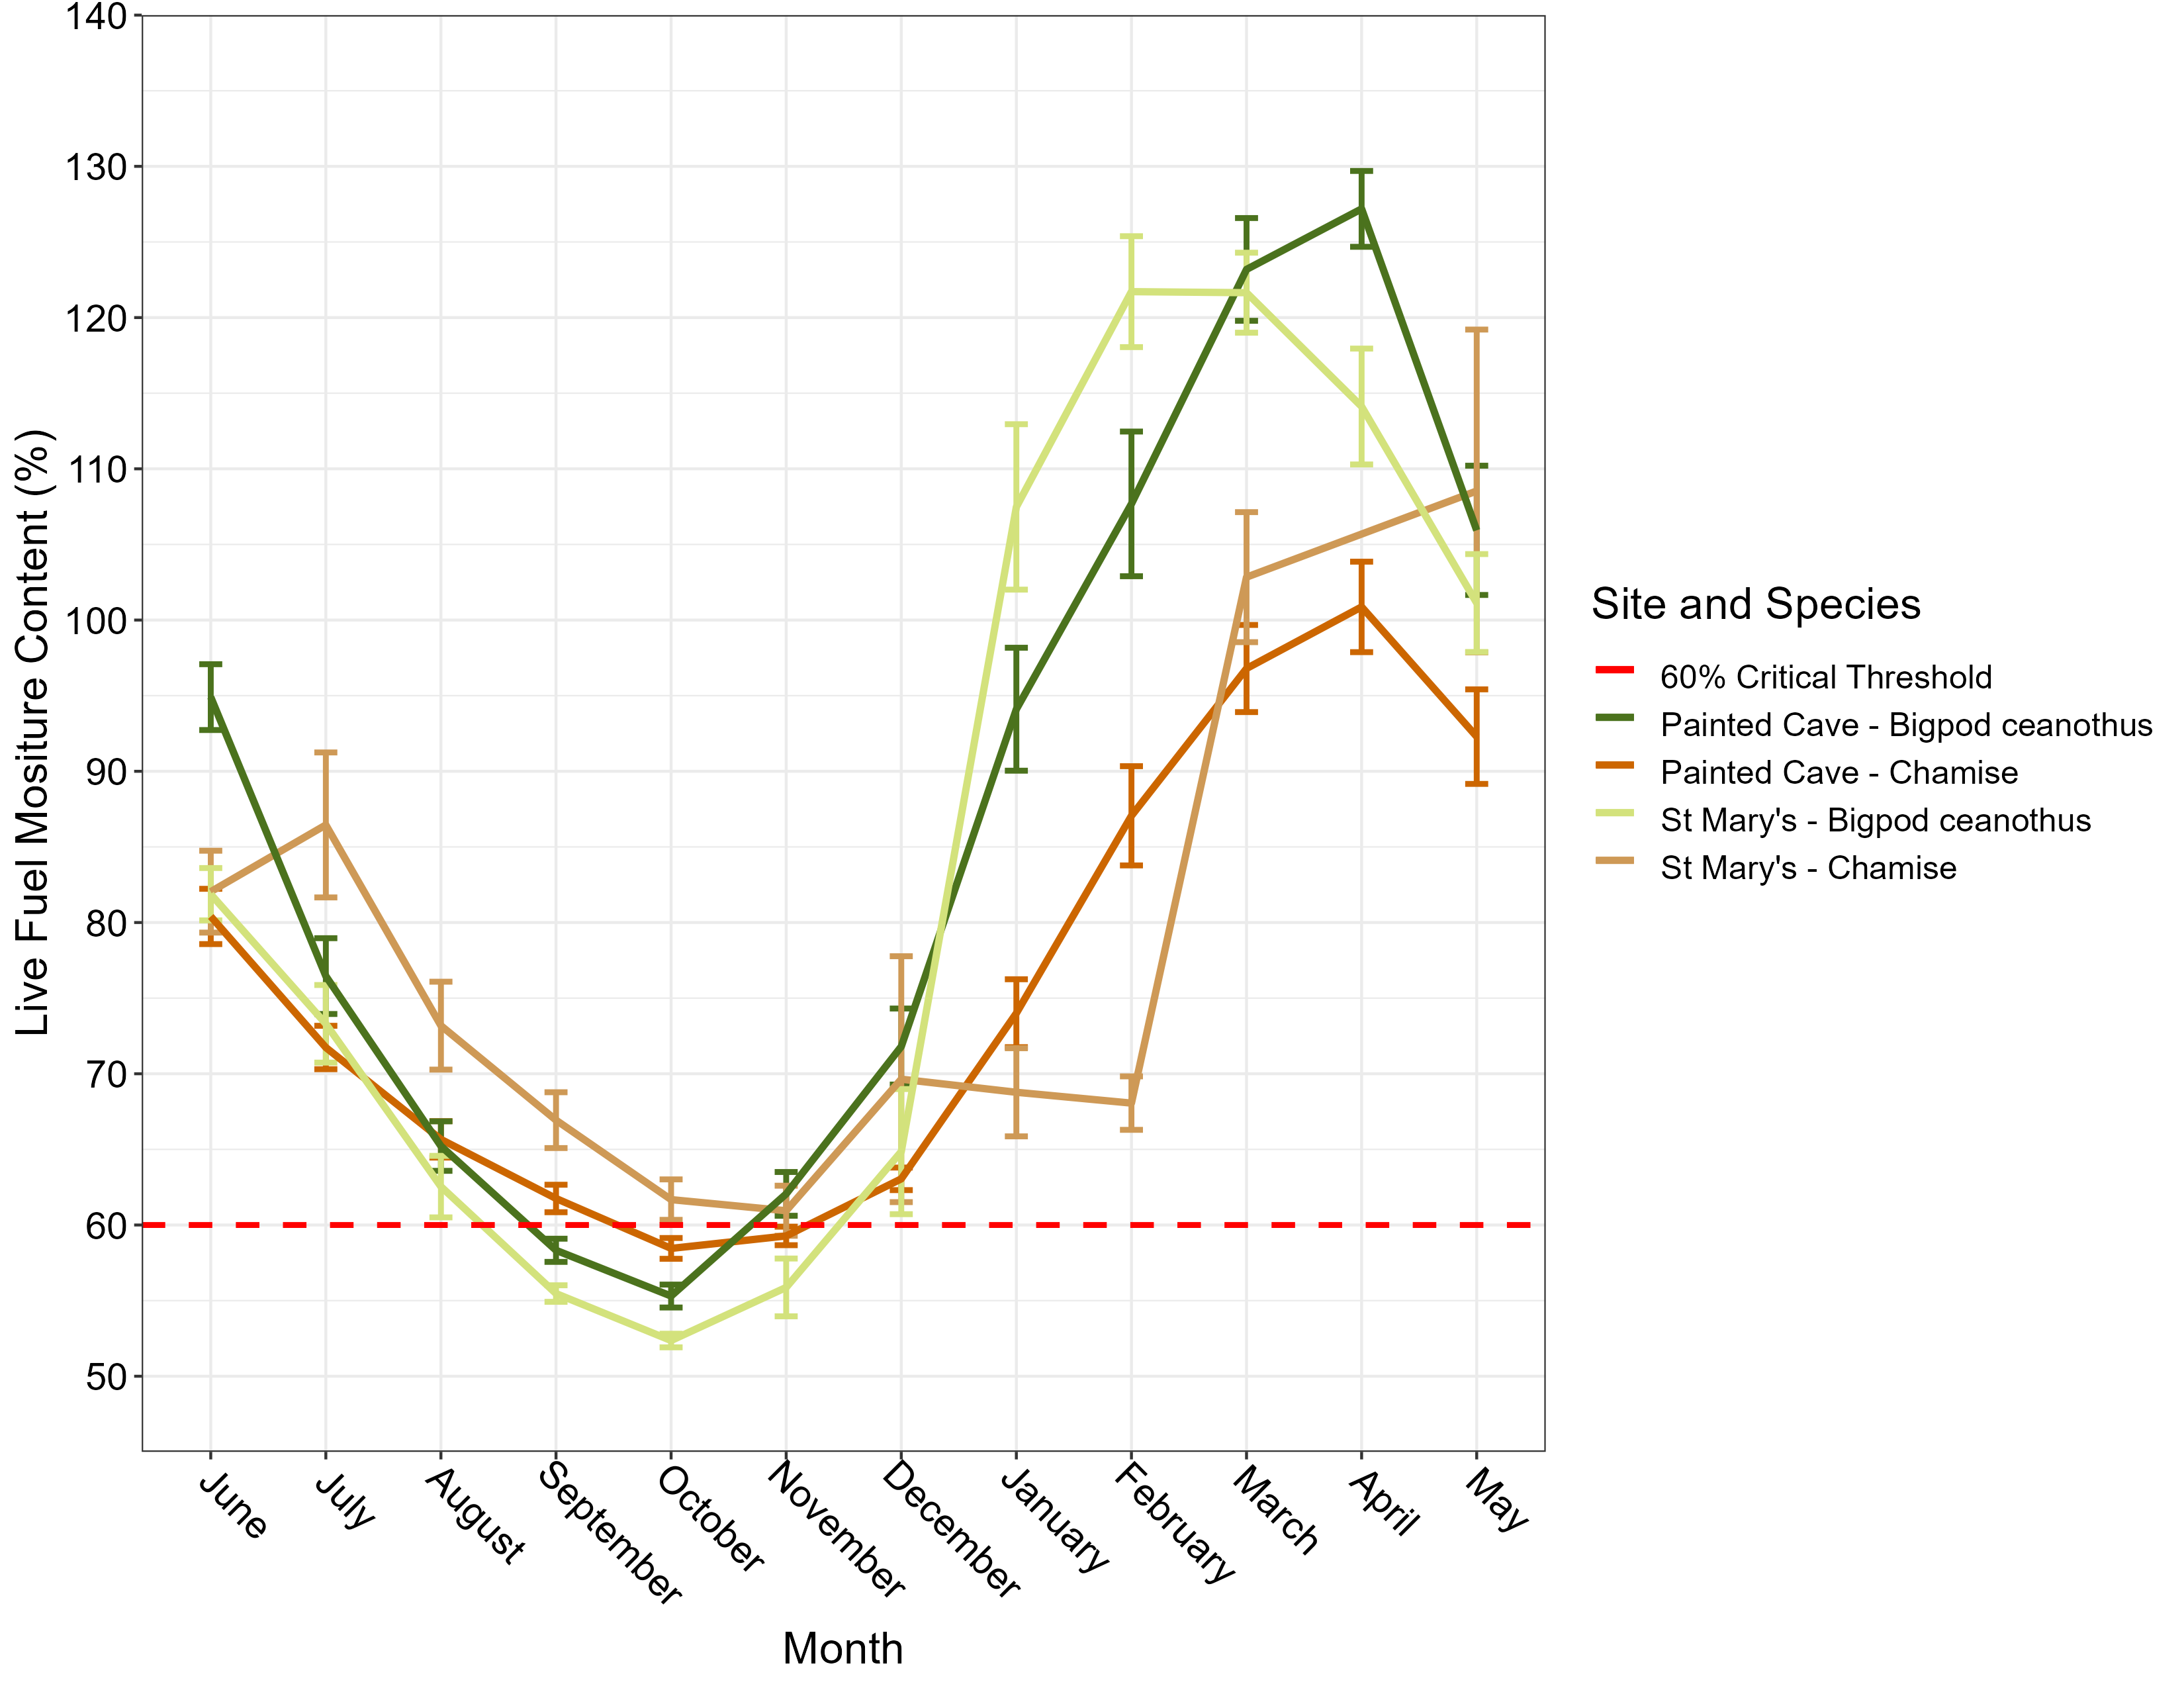 140
130
120
110
100
90
80
70
60
50
Live Fuel Mositure Content (%)
June
July
August
September
October
November
December
January
February
March
April
May
Month
Site and Species
60% Critical Threshold
Painted Cave - Bigpod ceanothus
Painted Cave - Chamise
St Mary's - Bigpod ceanothus
St Mary's - Chamise